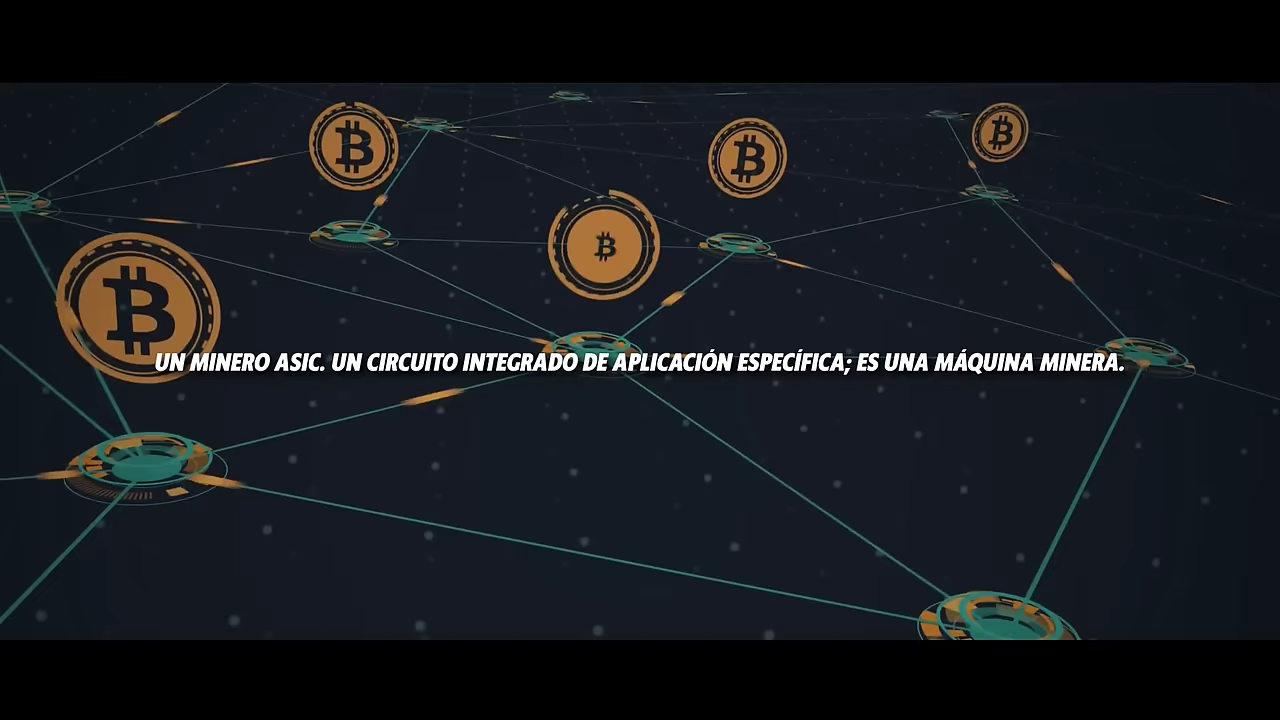 UN MINERO ASIC. UN CIRCUITO INTEGRADO DE APLICACIÓN ESPECÍFICA; ES UNA MÁQUINA MINERA.